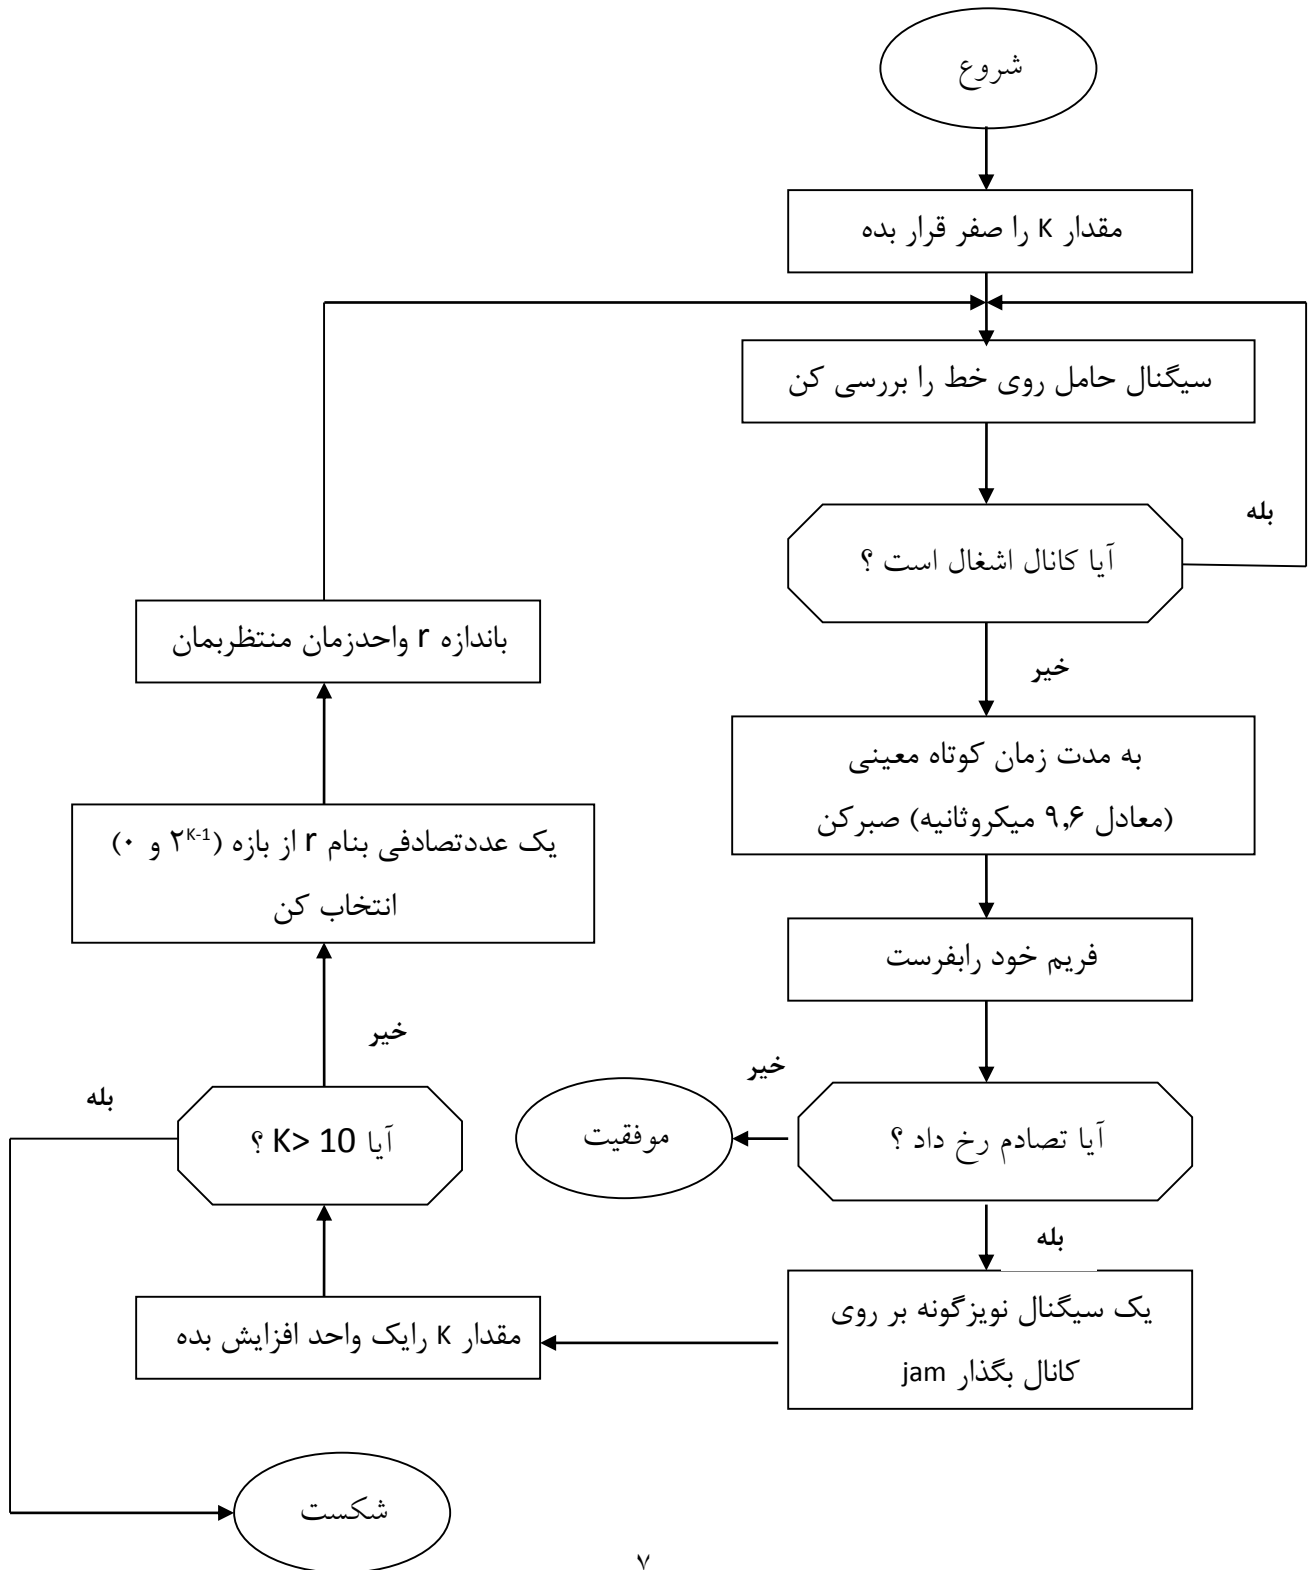 شروع
مقدار K را صفر قرار بده
سیگنال حامل روی خط را بررسی کن
آیا کانال اشغال است ؟
بله
خیر
به مدت زمان کوتاه معینی
(معادل ۹,۶ میکروثانیه) صبرکن
فریم خود رابفرست
آیا تصادم رخ داد ؟
خیر
موفقیت
بله
یک سیگنال نویزگونه بر روی
کانال بگذار jam
مقدار K رایک واحد افزایش بده
آیا K> 10 ؟
بله
شکست
خیر
یک عددتصادفی بنام r از بازه (۲^K-1 و ۰)
انتخاب کن
باندازه r واحدزمان منتظربمان
۷